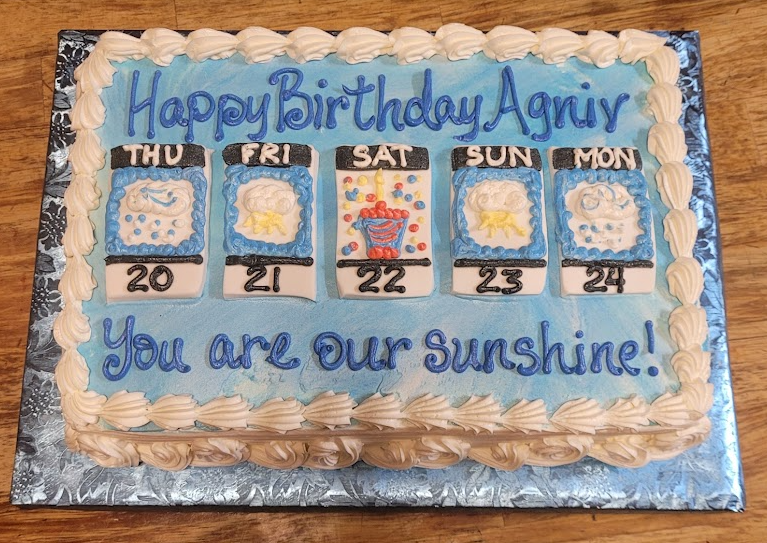 Happy Birthday Agniv
THU FRI SAT SUN MON
20 21 22 23 24
You are our sunshine!